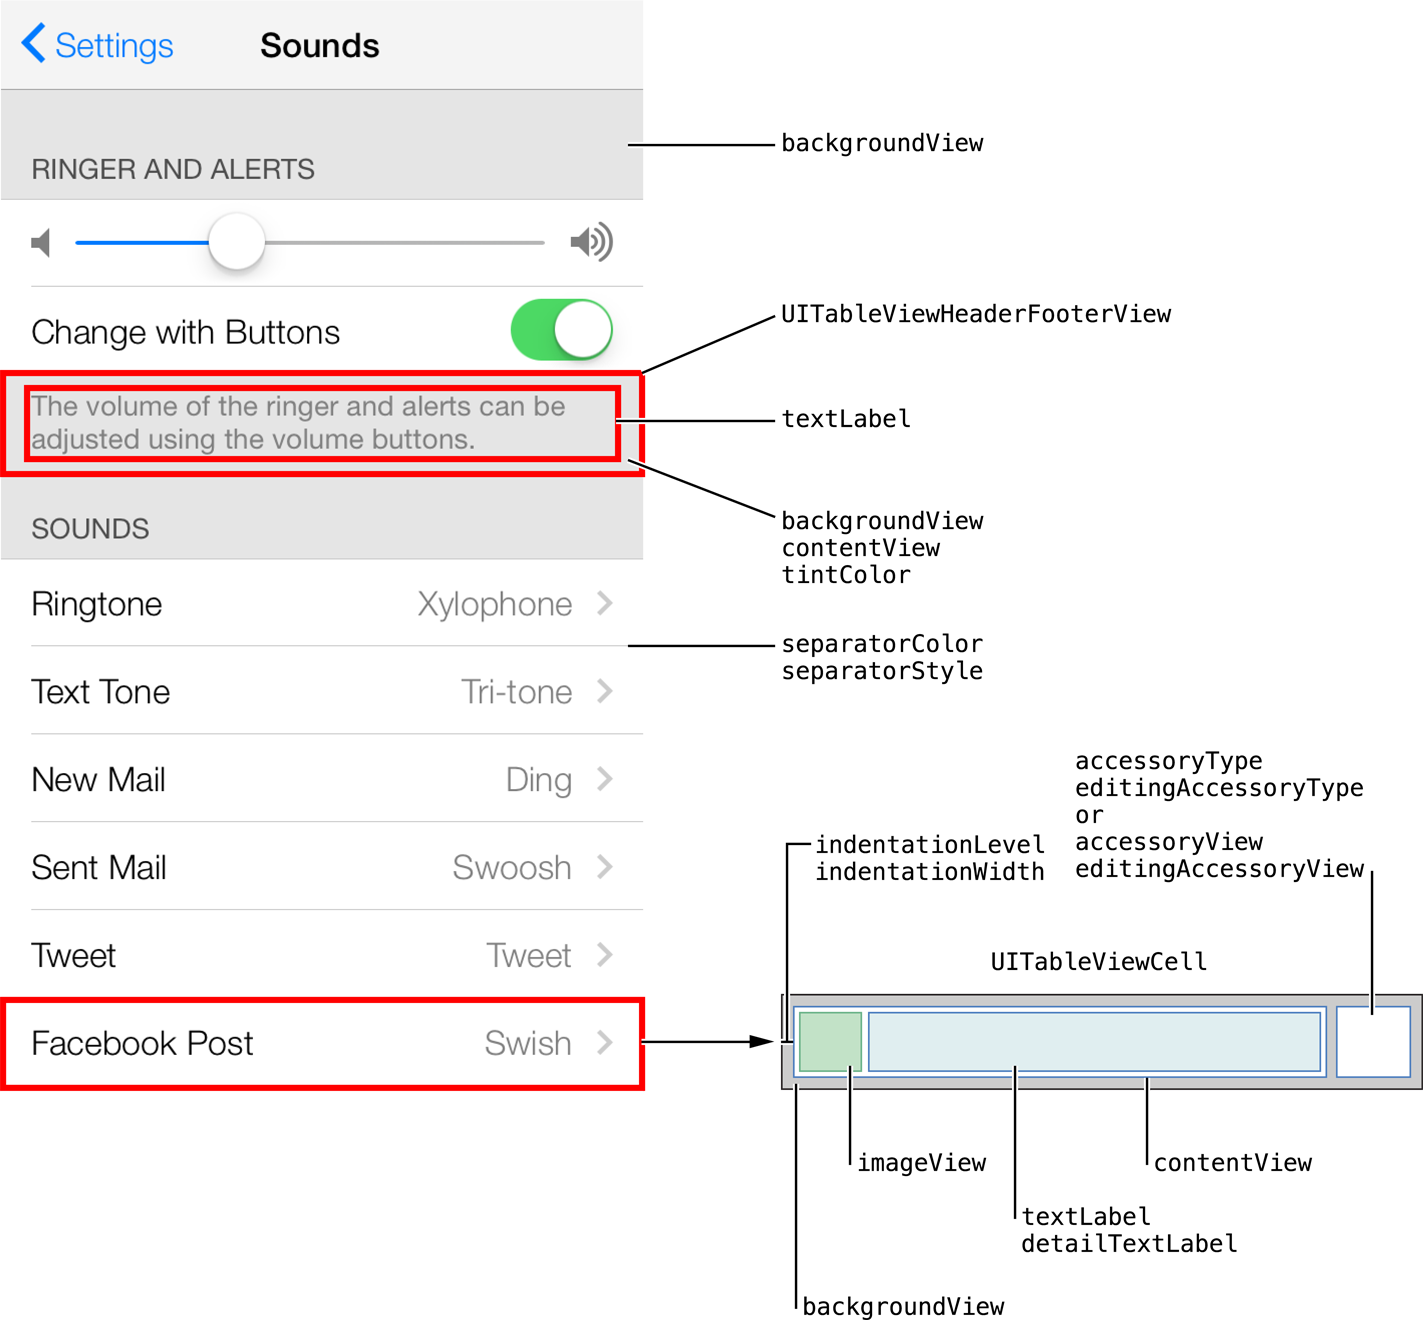 Settings
Sounds
backgroundView
RINGER AND ALERTS
UITableViewHeaderFooterView
Change with Buttons
The volume of the ringer and alerts can be
adjusted using the volume buttons.
textLabel
backgroundView
contentView
tintColor
SOUNDS
Ringtone Xylophone
separatorColor
separatorStyle
Text Tone Tri-tone
New Mail Ding
Sent Mail Swoosh
Tweet Tweet
Facebook Post Swish
accessoryType
editingAccessoryType
or
accessoryView
editingAccessoryView
indentationLevel
indentationWidth
UITableViewCell
imageView
contentView
textLabel
detailTextLabel
backgroundView